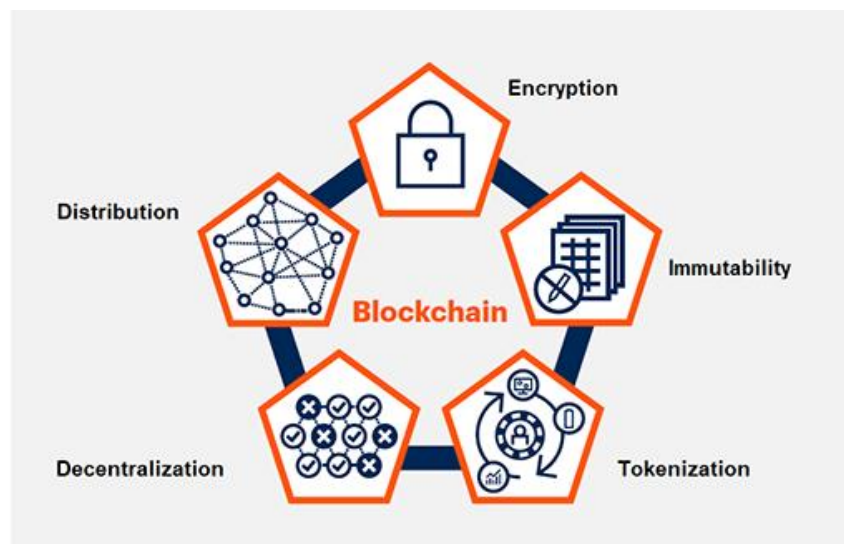 Encryption
Distribution
Immutability
Blockchain
Decentralization
Tokenization